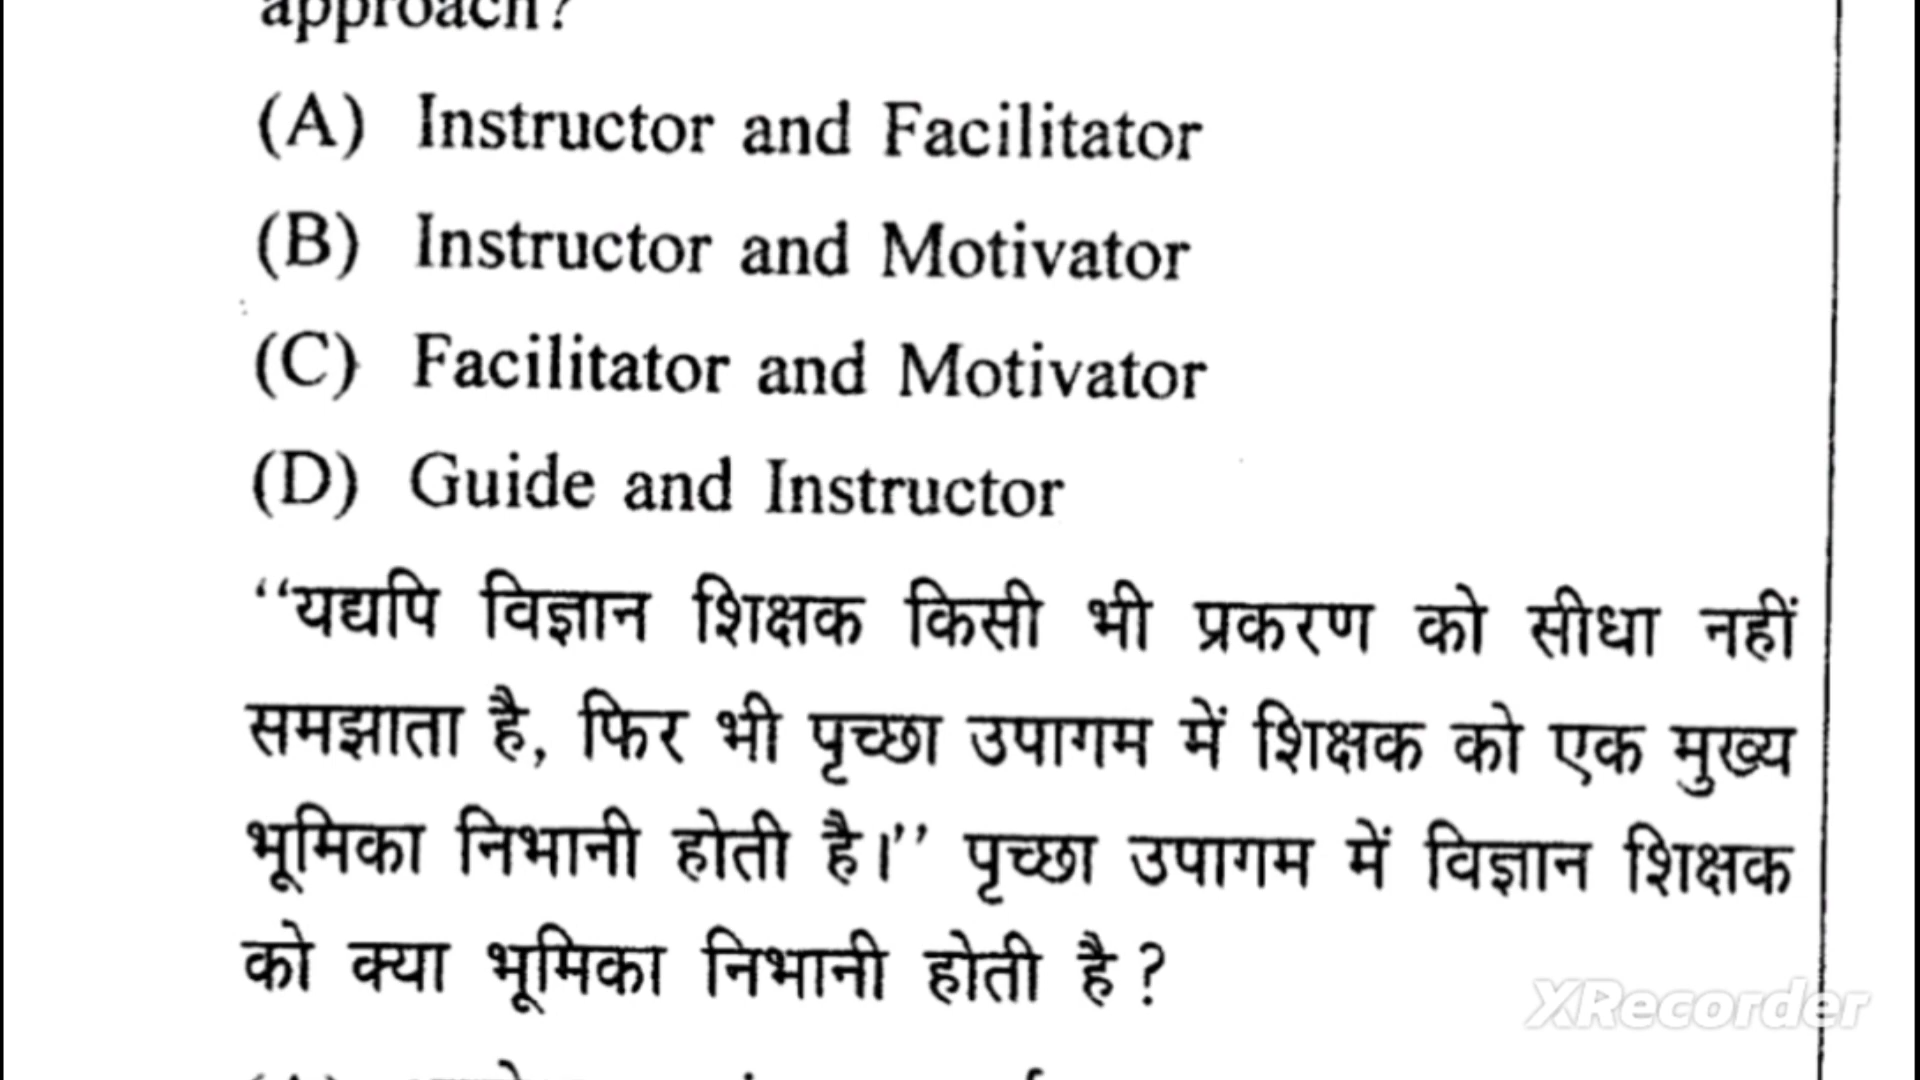 approach?
(A) Instructor and Facilitator
(B) Instructor and Motivator
(C) Facilitator and Motivator
(D) Guide and Instructor
‘‘यद्यपि विज्ञान शिक्षक किसी भी प्रकरण को सीधा नहीं
समझाता है, फिर भी पृच्छा उपागम में शिक्षक को एक मुख्य
भूमिका निभानी होती है।’’ पृच्छा उपागम में विज्ञान शिक्षक
को क्या भूमिका निभानी होती है ?
XRecorder